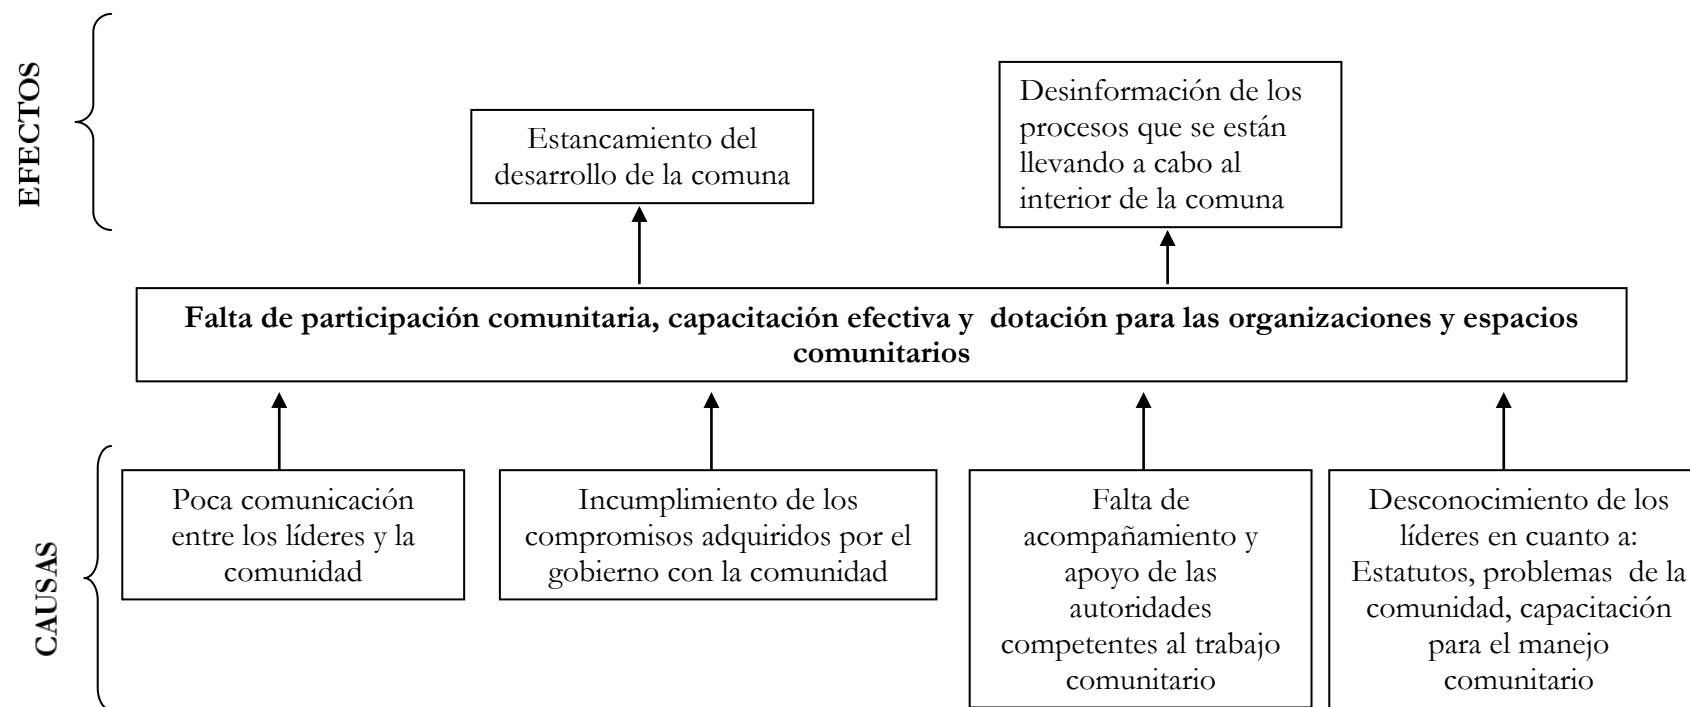 EFECTOS
Estancamiento del
desarrollo de la comuna
Desinformación de los
procesos que se están
llevando a cabo al
interior de la comuna
Falta de participación comunitaria, capacitación efectiva y  dotación para las organizaciones y espacios
comunitarios
CAUSAS
Poca comunicación
entre los líderes y la
comunidad
Incumplimiento de los
compromisos adquiridos por el
gobierno con la comunidad
Falta de
acompañamiento y
apoyo de las
autoridades
competentes al trabajo
comunitario
Desconocimiento de los
líderes en cuanto a:
Estatutos, problemas  de la
comunidad, capacitación
para el manejo
comunitario